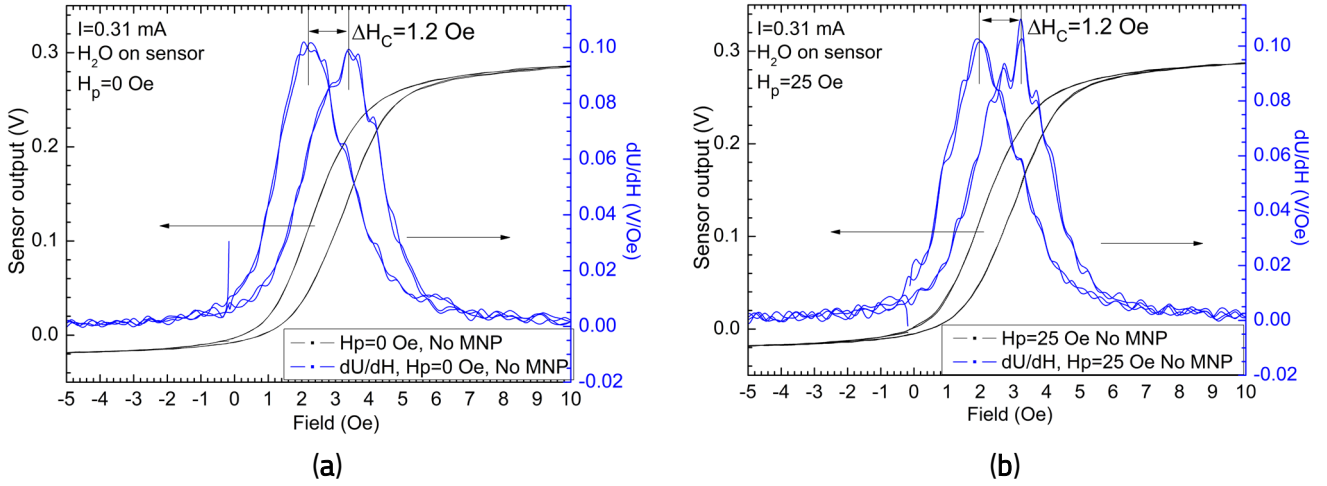 I=0.31 mA
H2O on sensor
Hp=0 Oe
ΔHC=1.2 Oe
Sensor output (V)
0.3
0.2
0.1
0.0
0.10
0.08
0.06
0.04
0.02
0.00
-0.02
dU/dH (V/Oe)
Hp=0 Oe, No MNP
dU/dH, Hp=0 Oe, No MNP
-5 -4 -3 -2 -1 0 1 2 3 4 5 6 7 8 9 10
Field (Oe)
(a)
I=0.31 mA
H2O on sensor
Hp=25 Oe
ΔHC=1.2 Oe
Sensor output (V)
0.3
0.2
0.1
0.0
0.10
0.08
0.06
0.04
0.02
0.00
-0.02
dU/dH (V/Oe)
Hp=25 Oe No MNP
dU/dH, Hp=25 Oe No MNP
-5 -4 -3 -2 -1 0 1 2 3 4 5 6 7 8 9 10
Field (Oe)
(b)